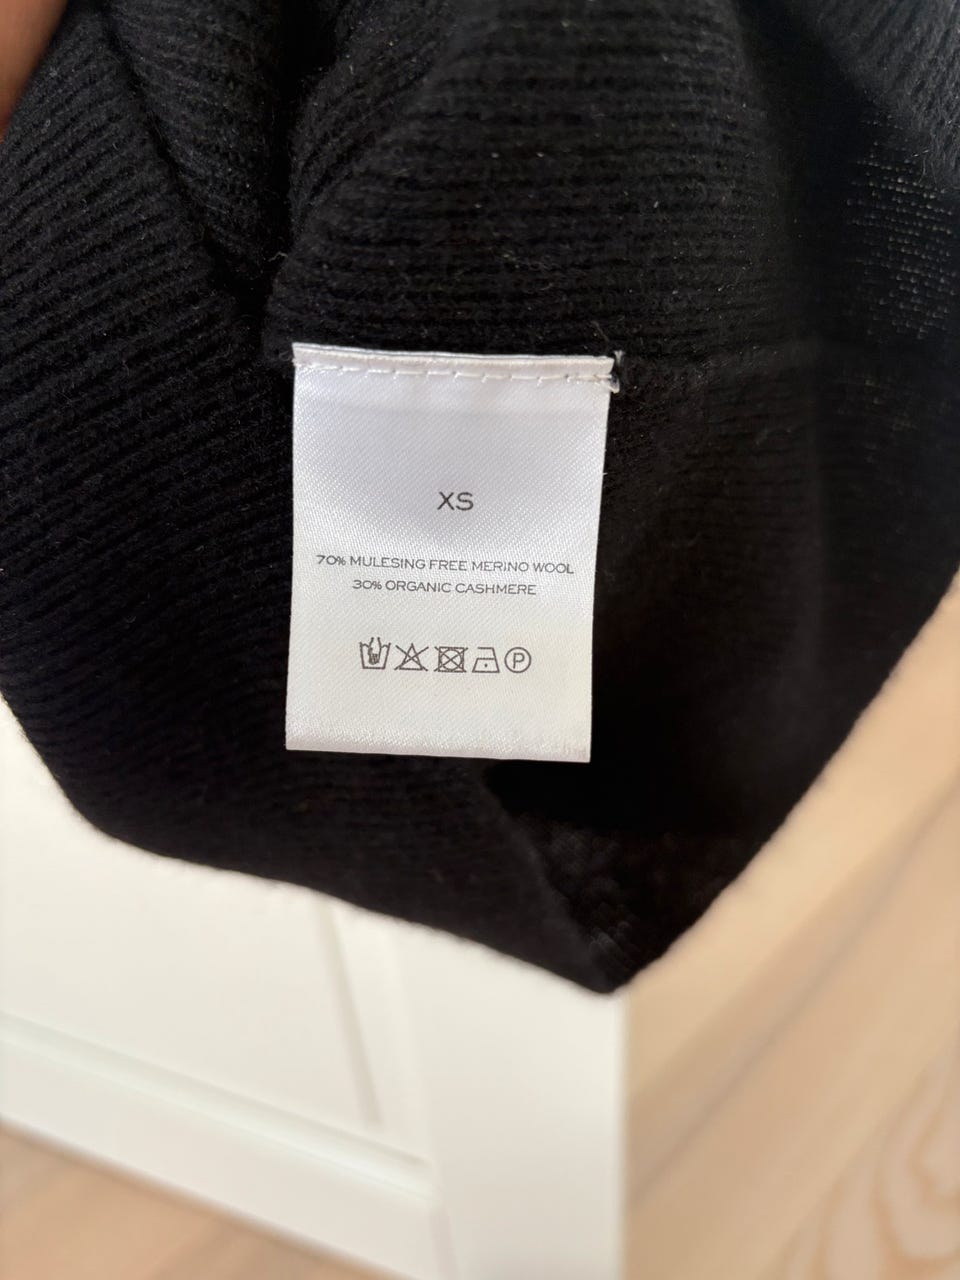 XS
70% MULESING FREE MERINO WOOL
30% ORGANIC CASHMERE
P